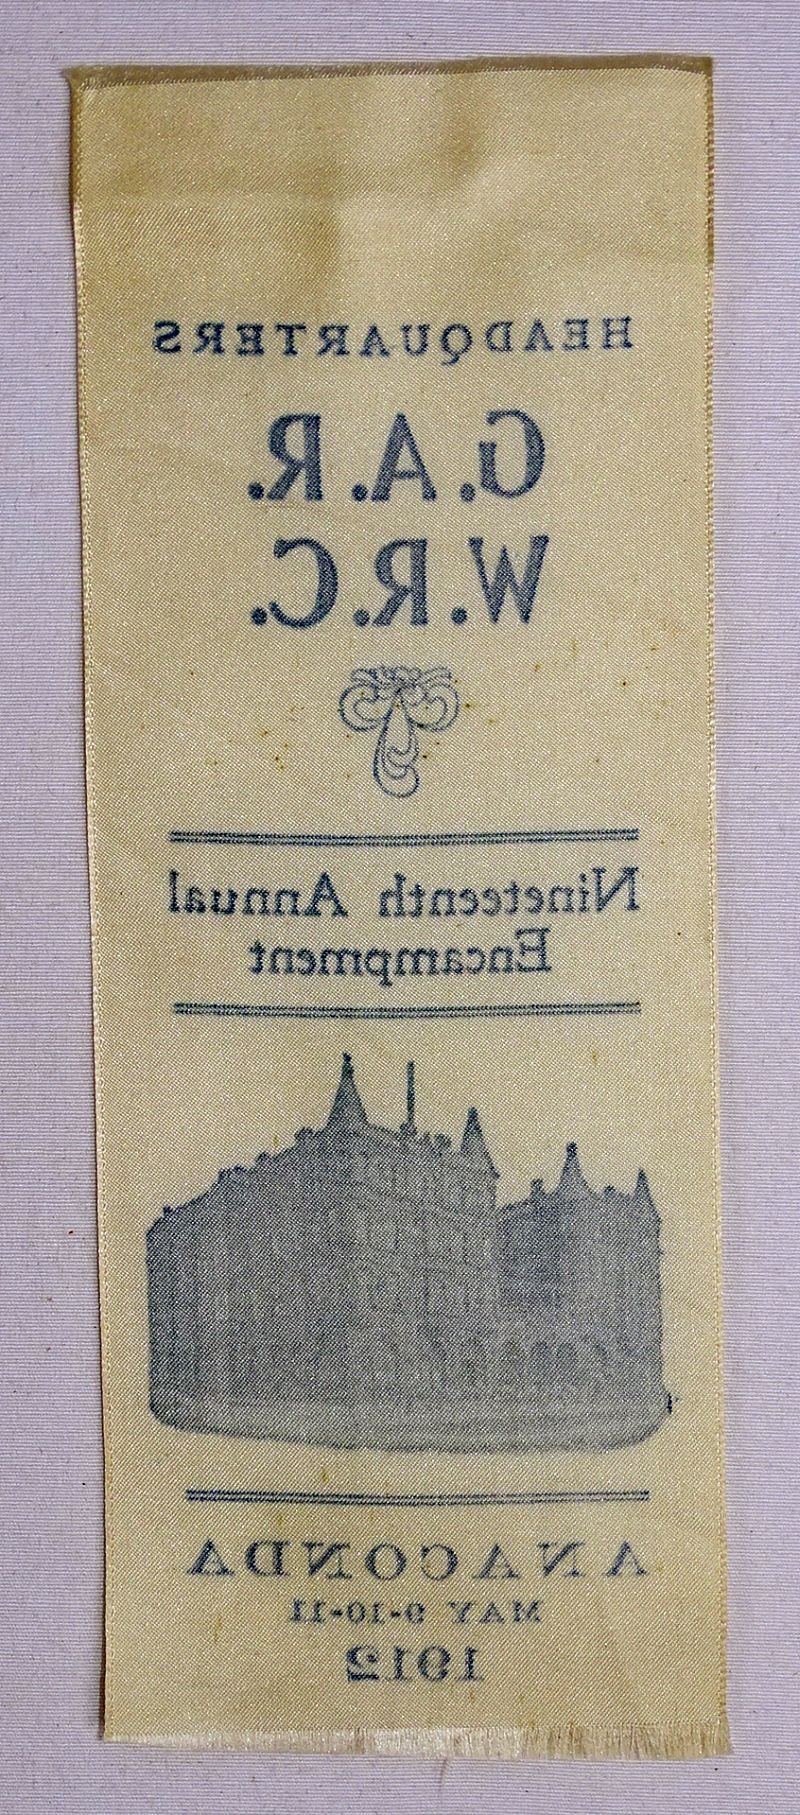 HEADQUARTERS
G.A.R.
W.R.C.
Nineteenth Annual
Encampment
ANACONDA
MAY 9-10-11
1912